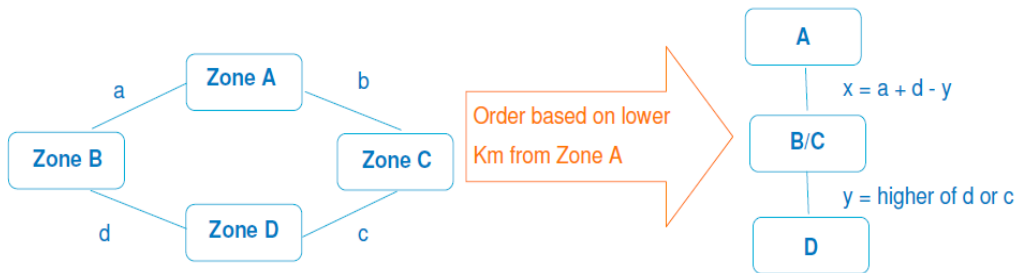 Zone A
a
b
Zone B
Zone C
d
Zone D
c
Order based on lower
Km from Zone A
A
x = a + d - y
B/C
y = higher of d or c
D